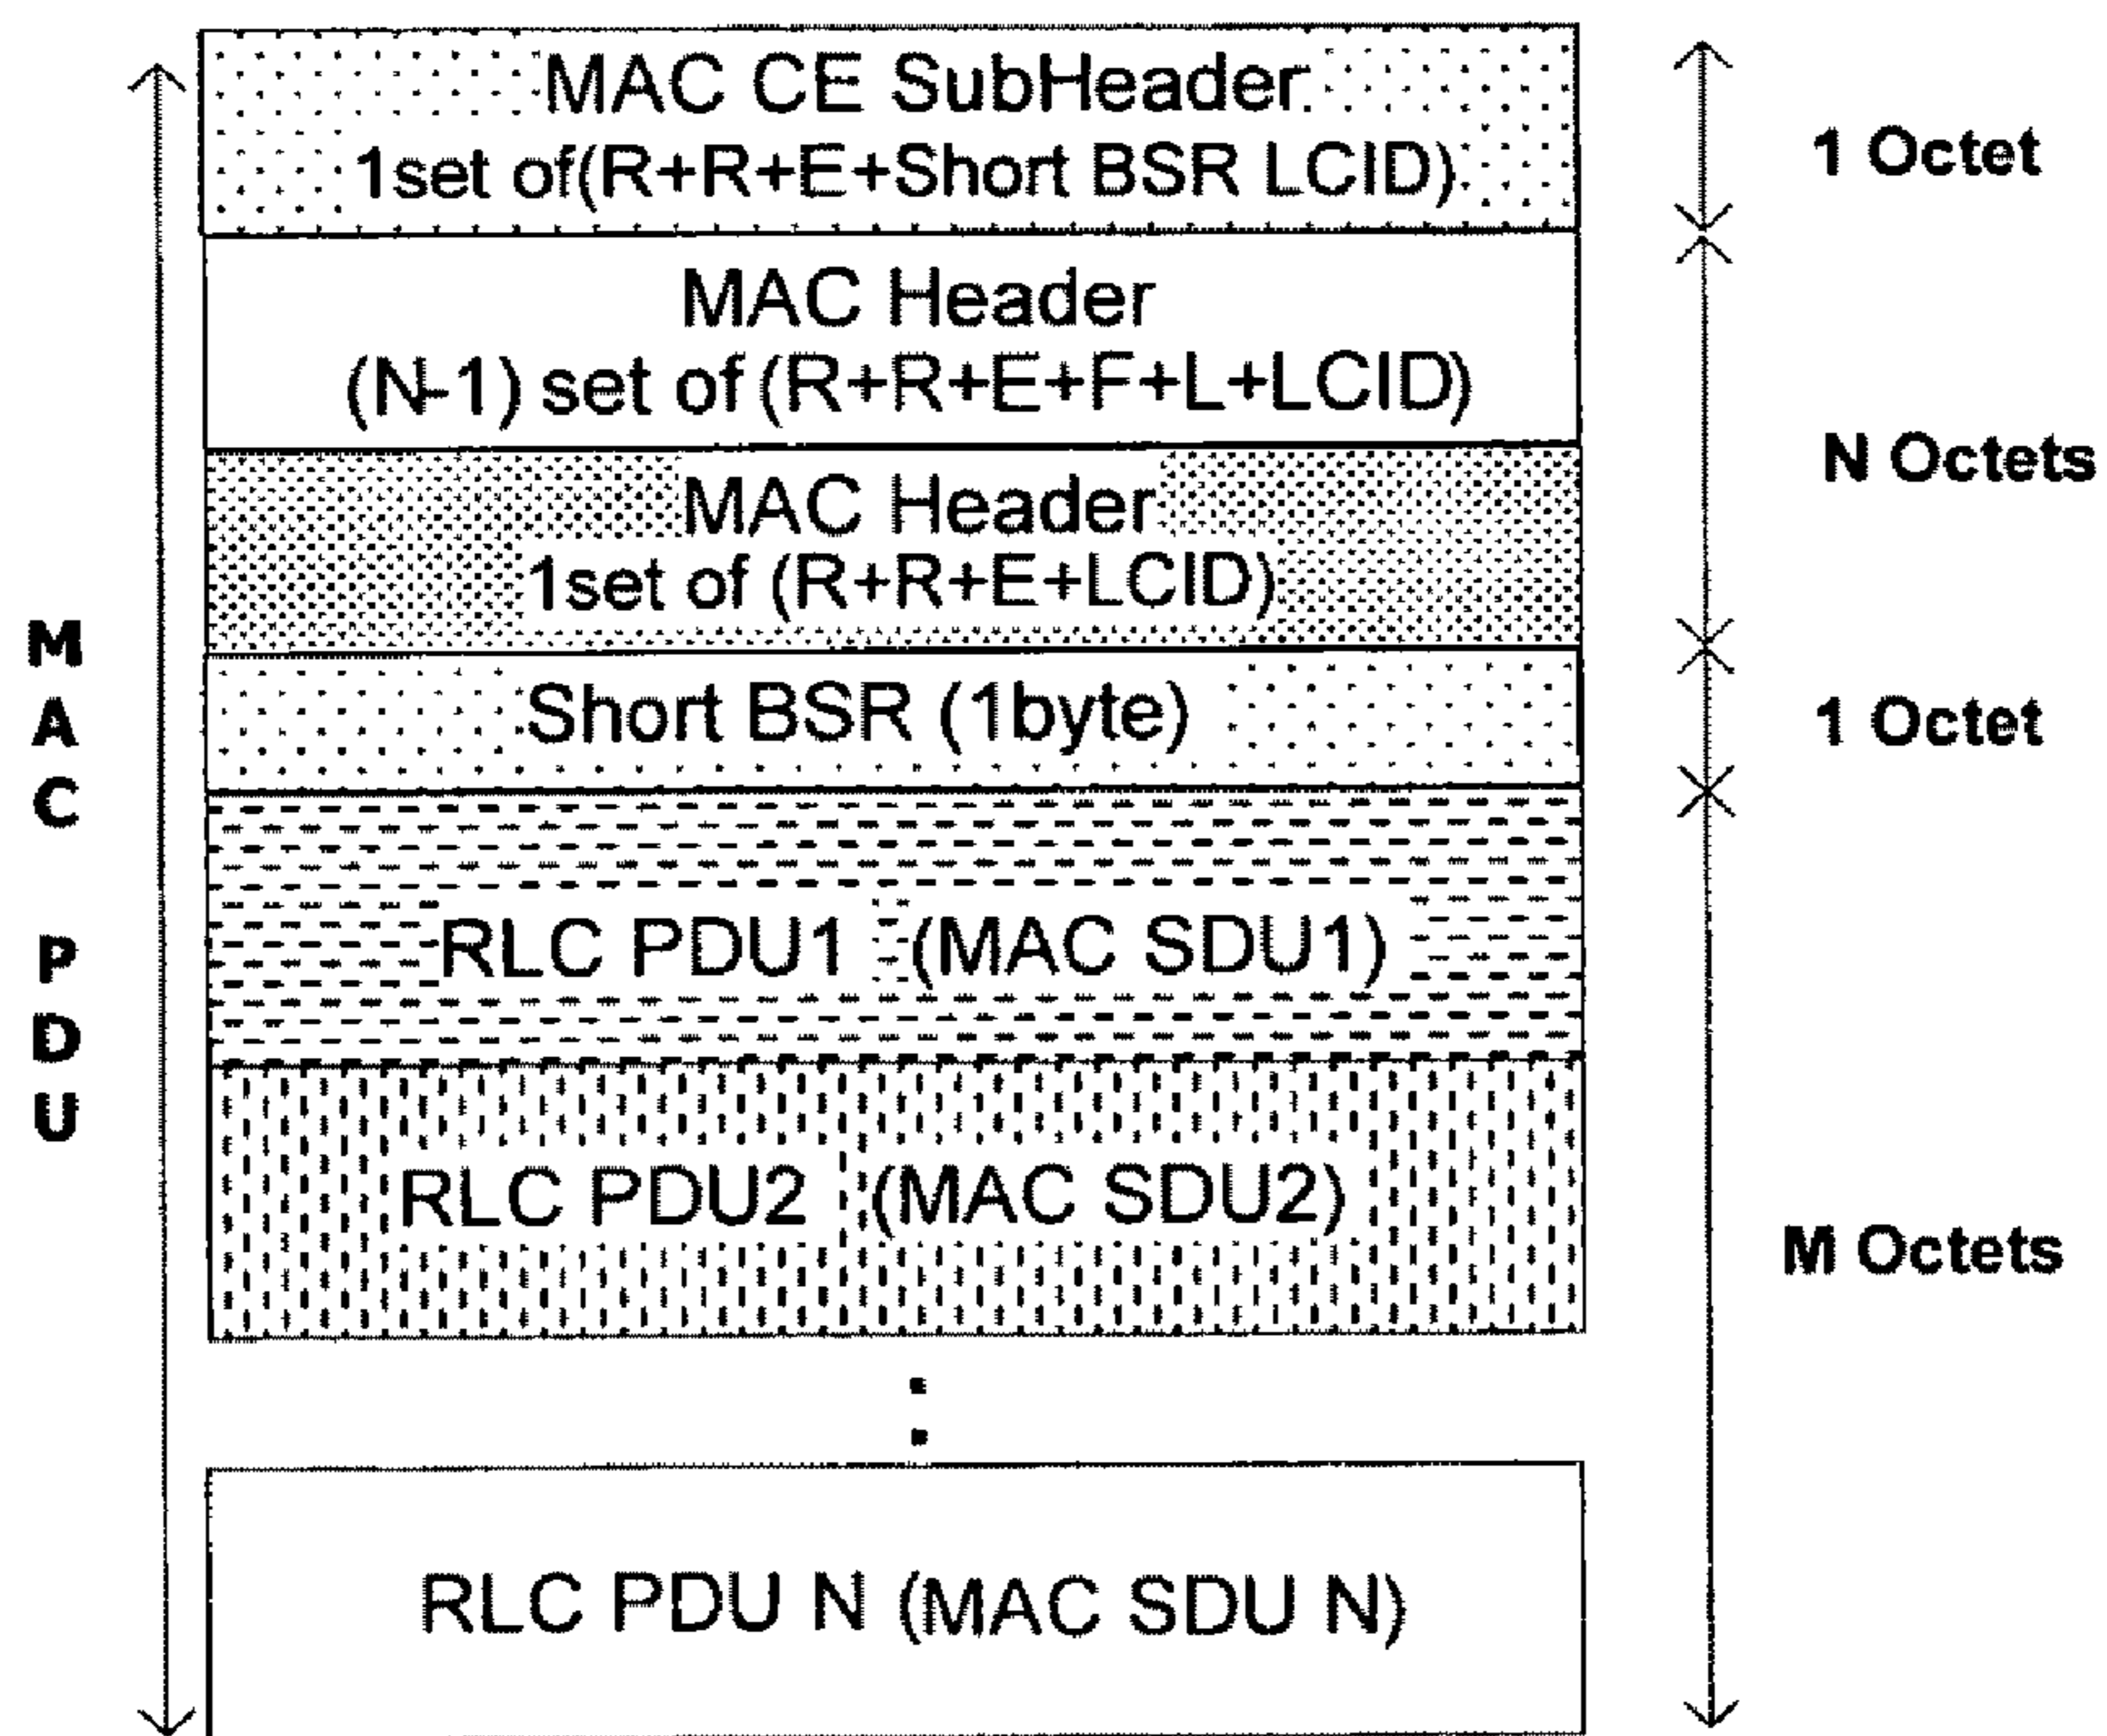 MAC CE SubHeader
1set of(R+R+E+Short BSR LCID)
1 Octet
MAC Header
(N-1) set of (R+R+E+F+L+LCID)
N Octets
MAC Header
1set of (R+R+E+LCID)
Short BSR (1byte)
1 Octet
RLC PDU1 (MAC SDU1)
RLC PDU2 (MAC SDU2)
M Octets
RLC PDU N (MAC SDU N)
MAC PDU